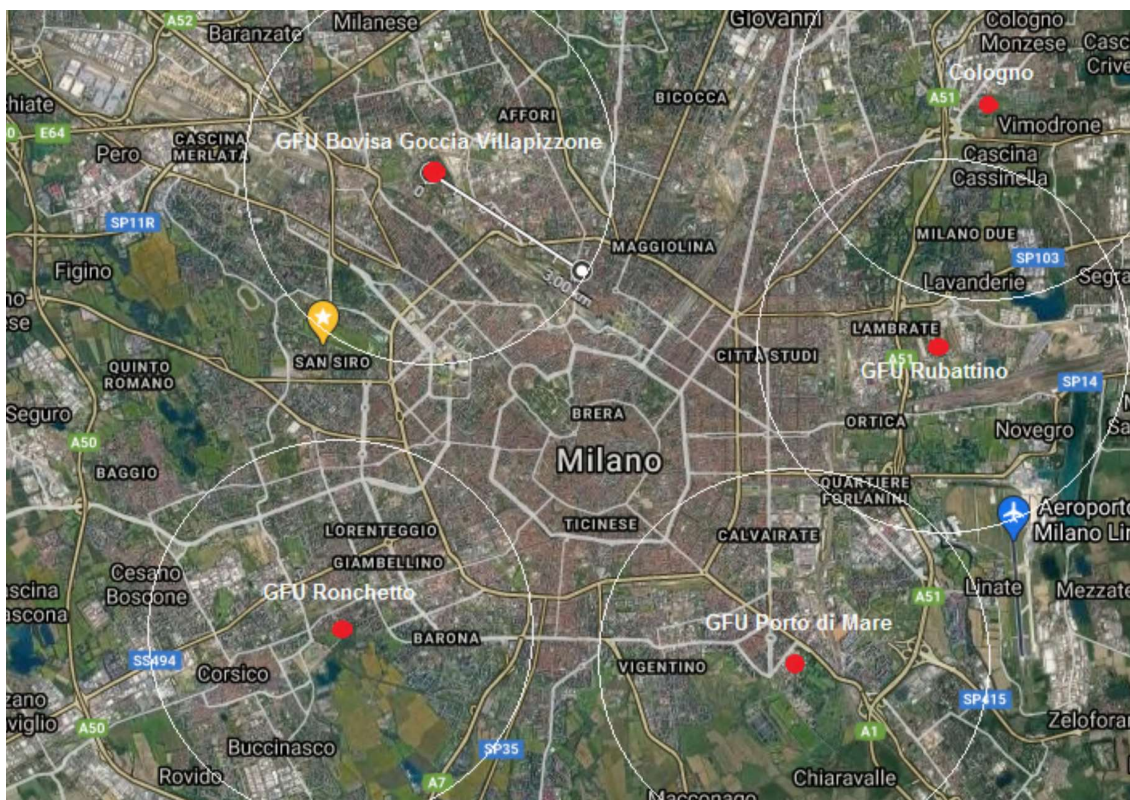 Giovanni
A52
Milanese
Baranzate
Cologno
Monzese
Cologno
A51
BICOCCA
AFFORI
Vimodrone
E64
CASCINA
MERLATA
GFU Bovisa Goccia Villapizzone
Pero
Cascina
Cassinella
SP11R
MILANO DUE
MAGGIOLINA
SP103
Figino
3,00 km
Lavanderie
LAMBRATE
SAN SIRO
CITTÀ STUDI
A51
GFU Rubattino
QUINTO
ROMANO
SP14
Seguro
BRERA
ORTICA
Novegro
A50
Milano
BAGGIO
QUARTIERE
FORLANINI
Aeroporto
TICINESE
LORENTEGGIO
CALVAIRATE
GIAMBELLINO
Cesano
Boscone
Linate
GFU Ronchetto
A51
GFU Porto di Mare
BARONA
SS494
VIGENTINO
Corsico
SP415
A50
A1
Buccinasco
SP35
Rovido
A7
Chiaravalle